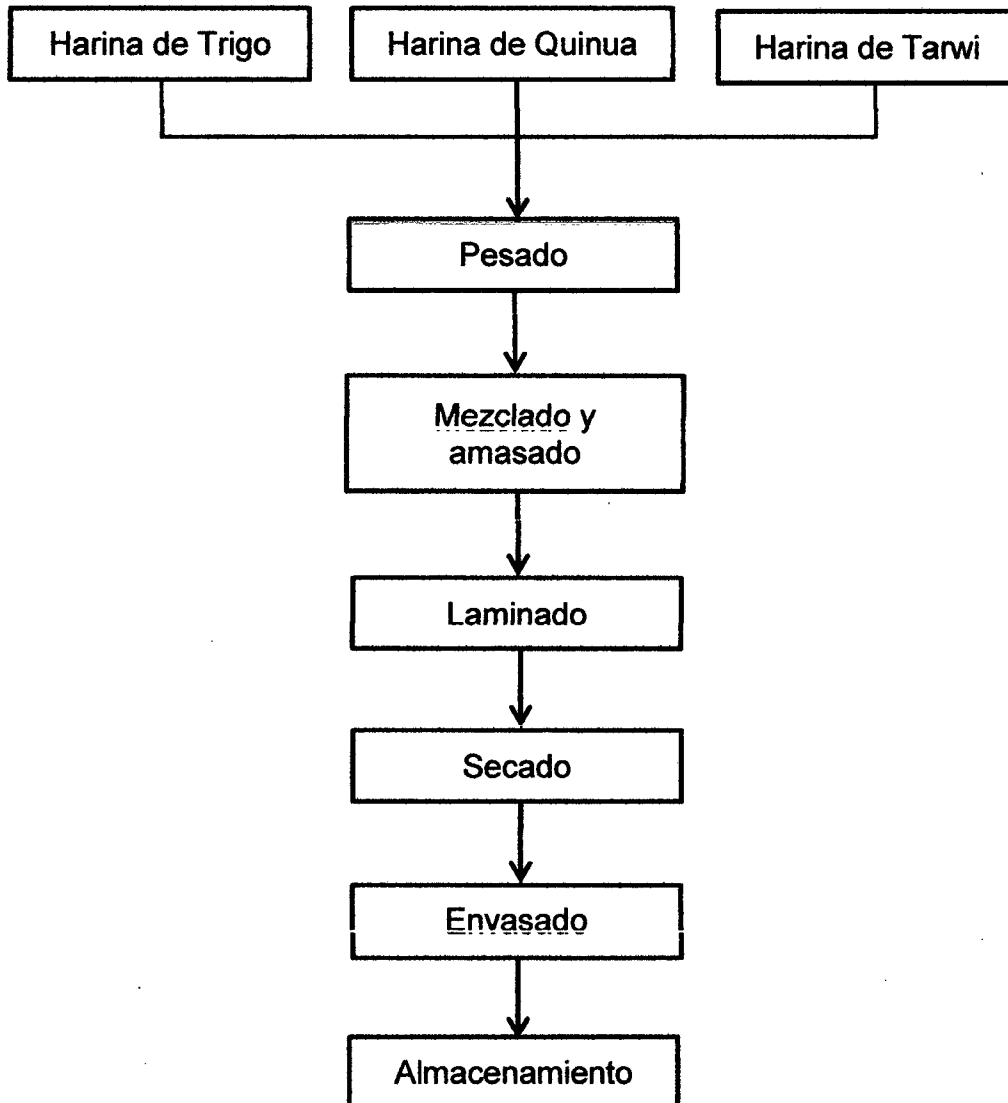 Harina de Trigo
Harina de Quinua
Harina de Tarwi
Pesado
Mezclado y
amasado
Laminado
Secado
Envasado
Almacenamiento